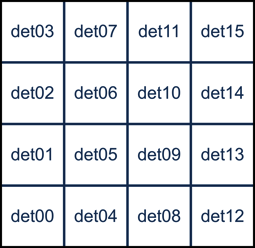 det03 det07 det11 det15
det02 det06 det10 det14
det01 det05 det09 det13
det00 det04 det08 det12